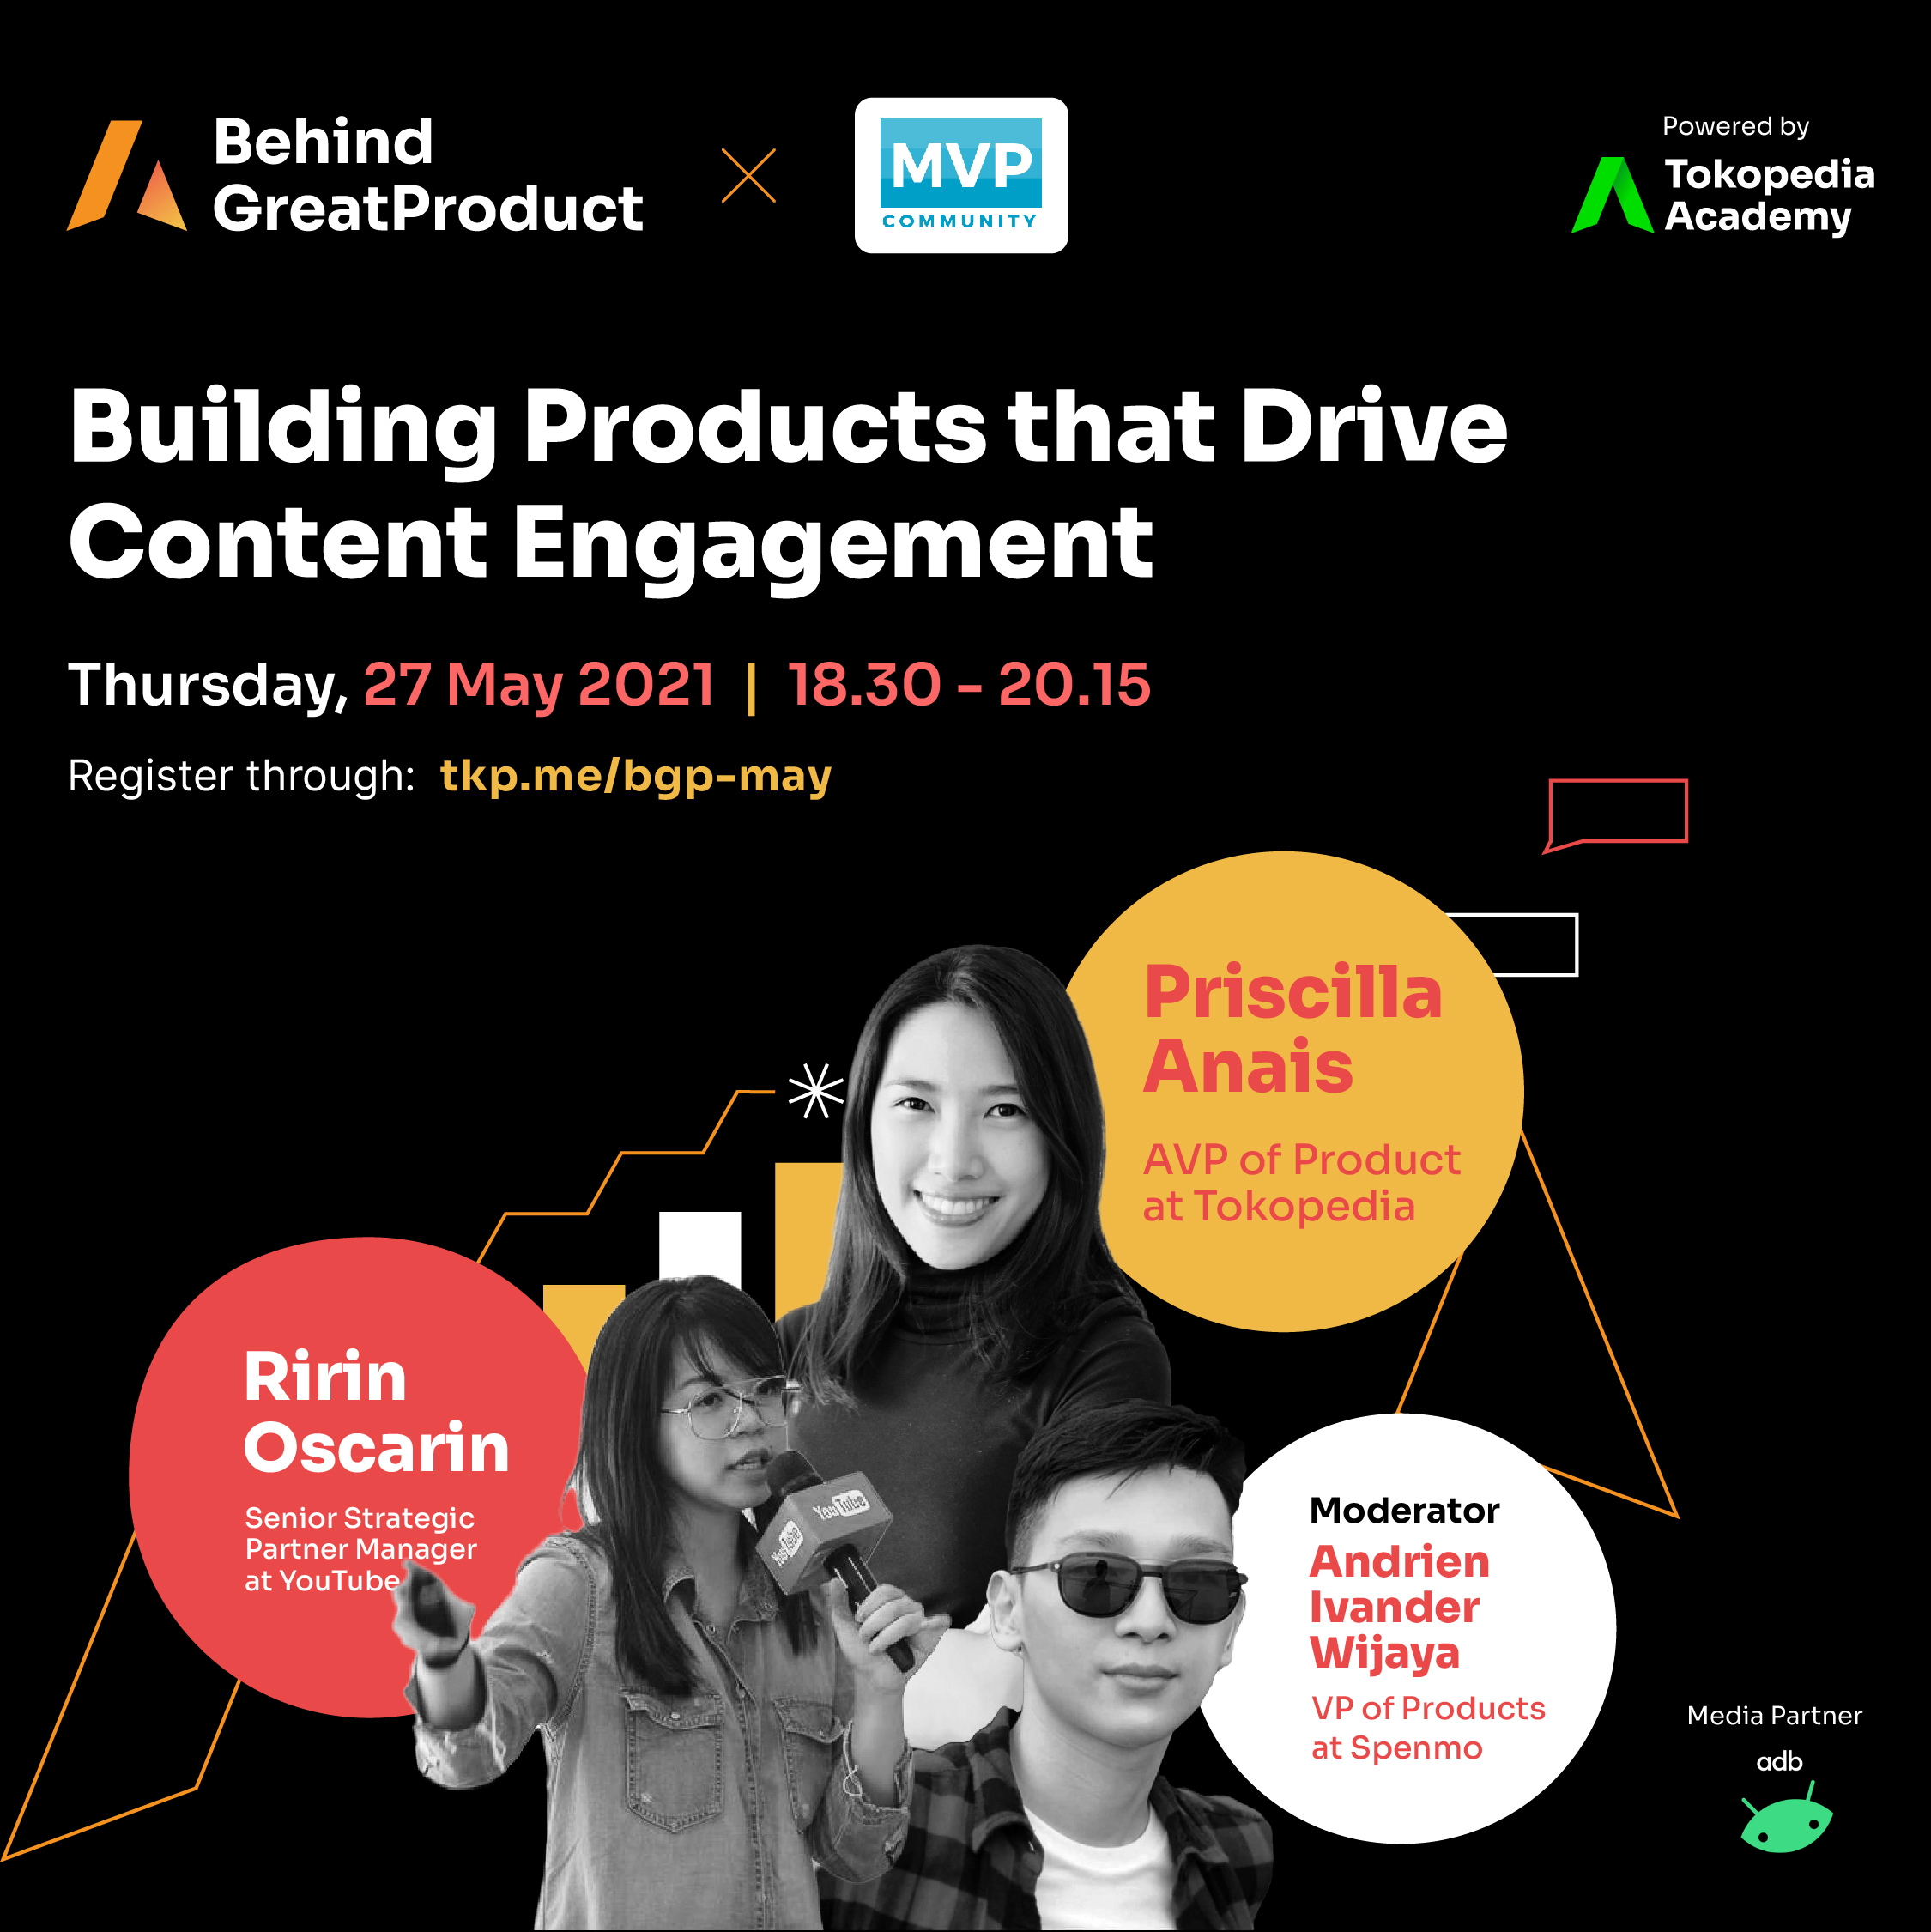 Behind
GreatProduct
MVP
COMMUNITY
Powered by
Tokopedia
Academy
Building Products that Drive
Content Engagement
Thursday, 27 May 2021 | 18.30 - 20.15
Register through: tkp.me/bgp-may
Priscilla
Anais
AVP of Product
at Tokopedia
Ririn
Oscarin
Senior Strategic
Partner Manager
at YouTube
YouTube
YouTube
Moderator
Andrien
Ivander
Wijaya
VP of Products
at Spenmo
Media Partner
adb